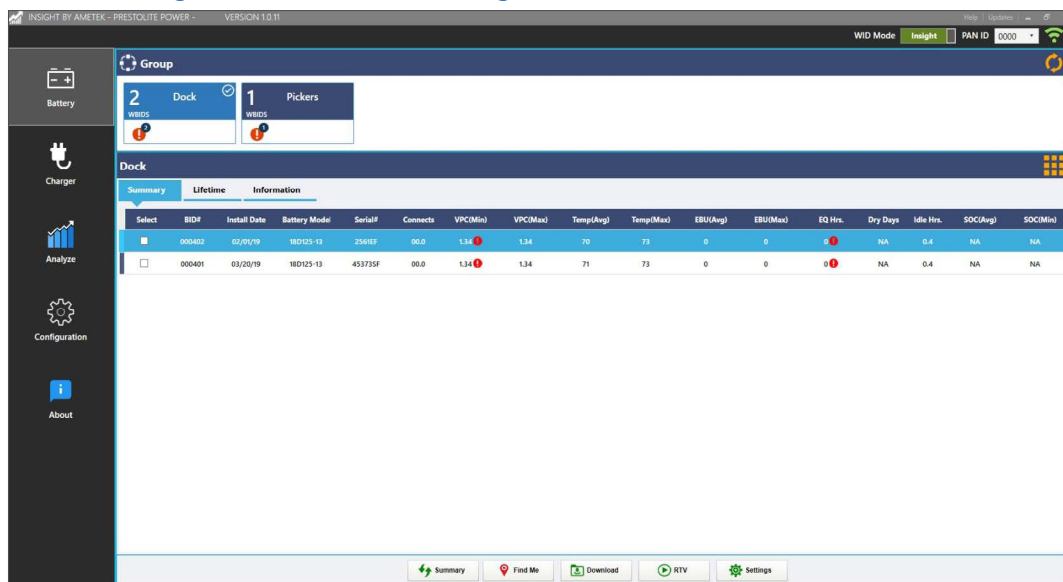 INSIGHT BY AMETEK - PRESTOLITE POWER - VERSION 1.0.11 Help | Updates
WID Mode Insight PAN ID 0000
Battery
Charger
Analyze
Configuration
i
About
Group
2 Dock
WBIDS
! 2
1 Pickers
WBIDS
! 1
Dock
Summary Lifetime Information
Select BID# Install Date Battery Model Serial# Connects VPC(Min) VPC(Max) Temp(Avg) Temp(Max) EBU(Avg) EBU(Max) EQ Hrs. Dry Days Idle Hrs. SOC(Avg) SOC(Min)
000402 02/01/19 18D125-13 2561EF 00.0 1.34 ! 1.34 70 73 0 0 0 ! NA 0.4 NA NA
000401 03/20/19 18D125-13 45373SF 00.0 1.34 ! 1.34 71 73 0 0 0 ! NA 0.4 NA NA
Summary Find Me Download RTV Settings